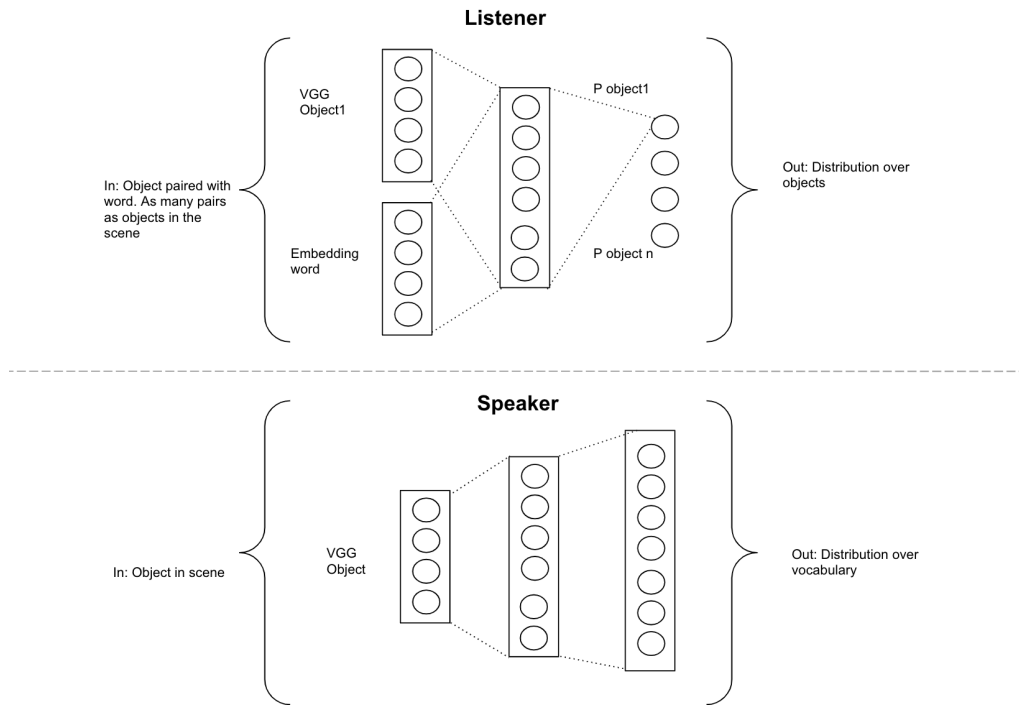 Listener
VGG
Object1
P object1
In: Object paired with
word. As many pairs
as objects in the
scene
Out: Distribution over
objects
Embedding
word
P object n
Speaker
VGG
Object
In: Object in scene
Out: Distribution over
vocabulary